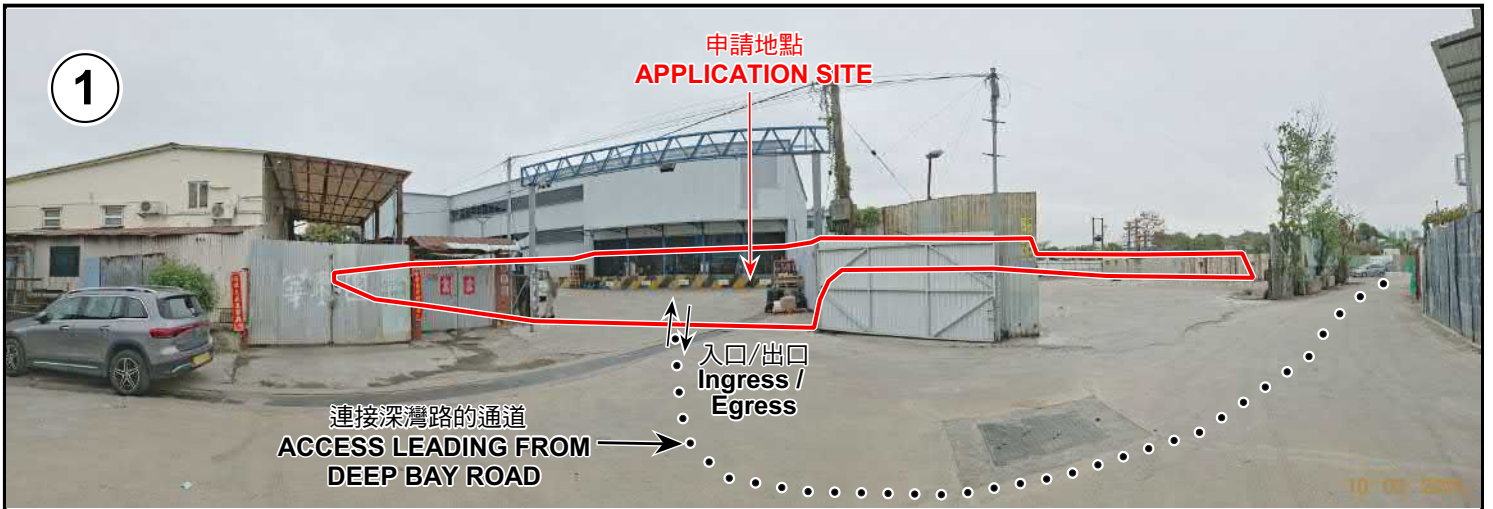 1
申請地點
APPLICATION SITE
入口/出口
Ingress /
Egress
連接深灣路的通道
ACCESS LEADING FROM
DEEP BAY ROAD